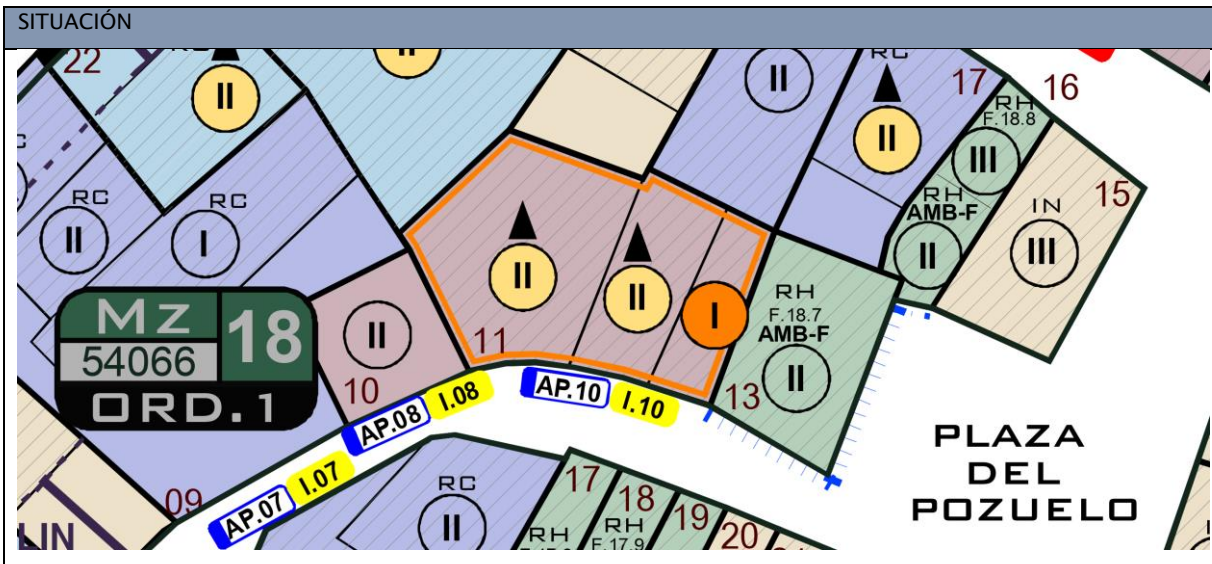 SITUACIÓN
22
II
II
II
RC
II
17
16
RH
F.18.8
III
15
RC
II
RC
I
RH
AMB-F
II
IN
III
II
II
I
RH
F.18.7
AMB-F
II
13
Mz
54066
18
ORD.1
II
10
11
AP.10
I.10
AP.08
I.08
AP.07
I.07
09
PLAZA
DEL
POZUELO
RC
II
17
RH
18
RH
F.17.9
19
20
LIN